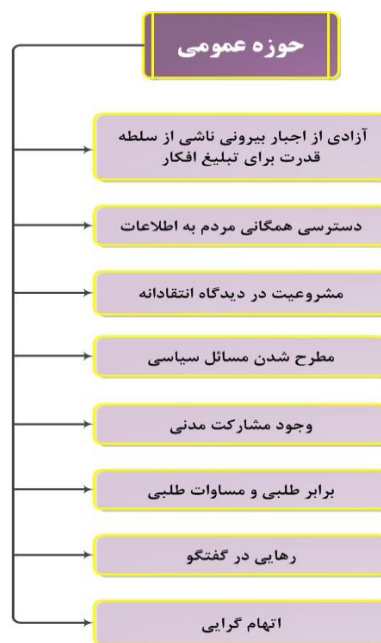 حوزه عمومی
آزادی از اجبار بیرونی ناشی از سلطه
قدرت برای تبلیغ افکار
دسترسی همگانی مردم به اطلاعات
مشروعیت در دیدگاه انتقادانه
مطرح شدن مسائل سیاسی
وجود مشارکت مدنی
برابر طلبی و مساوات طلبی
رهایی در گفتگو
اتهام گرایی